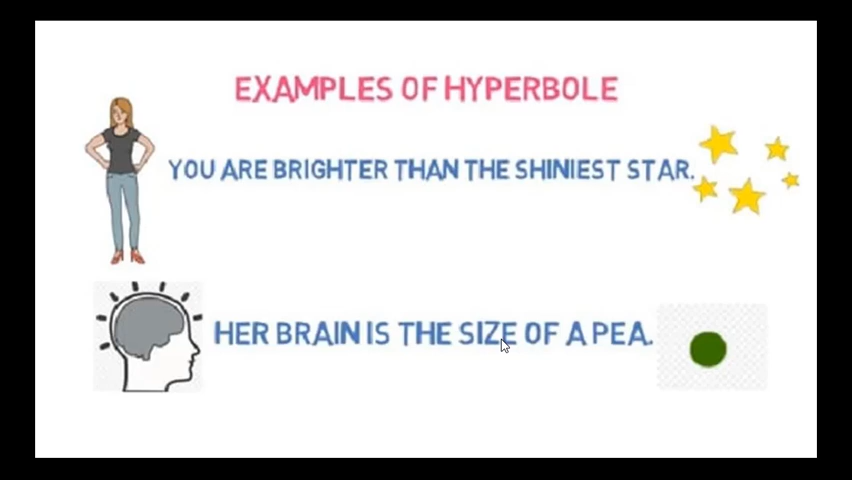 EXAMPLES OF HYPERBOLE
YOU ARE BRIGHTER THAN THE SHINIEST STAR.
HER BRAIN IS THE SIZE OF A PEA.